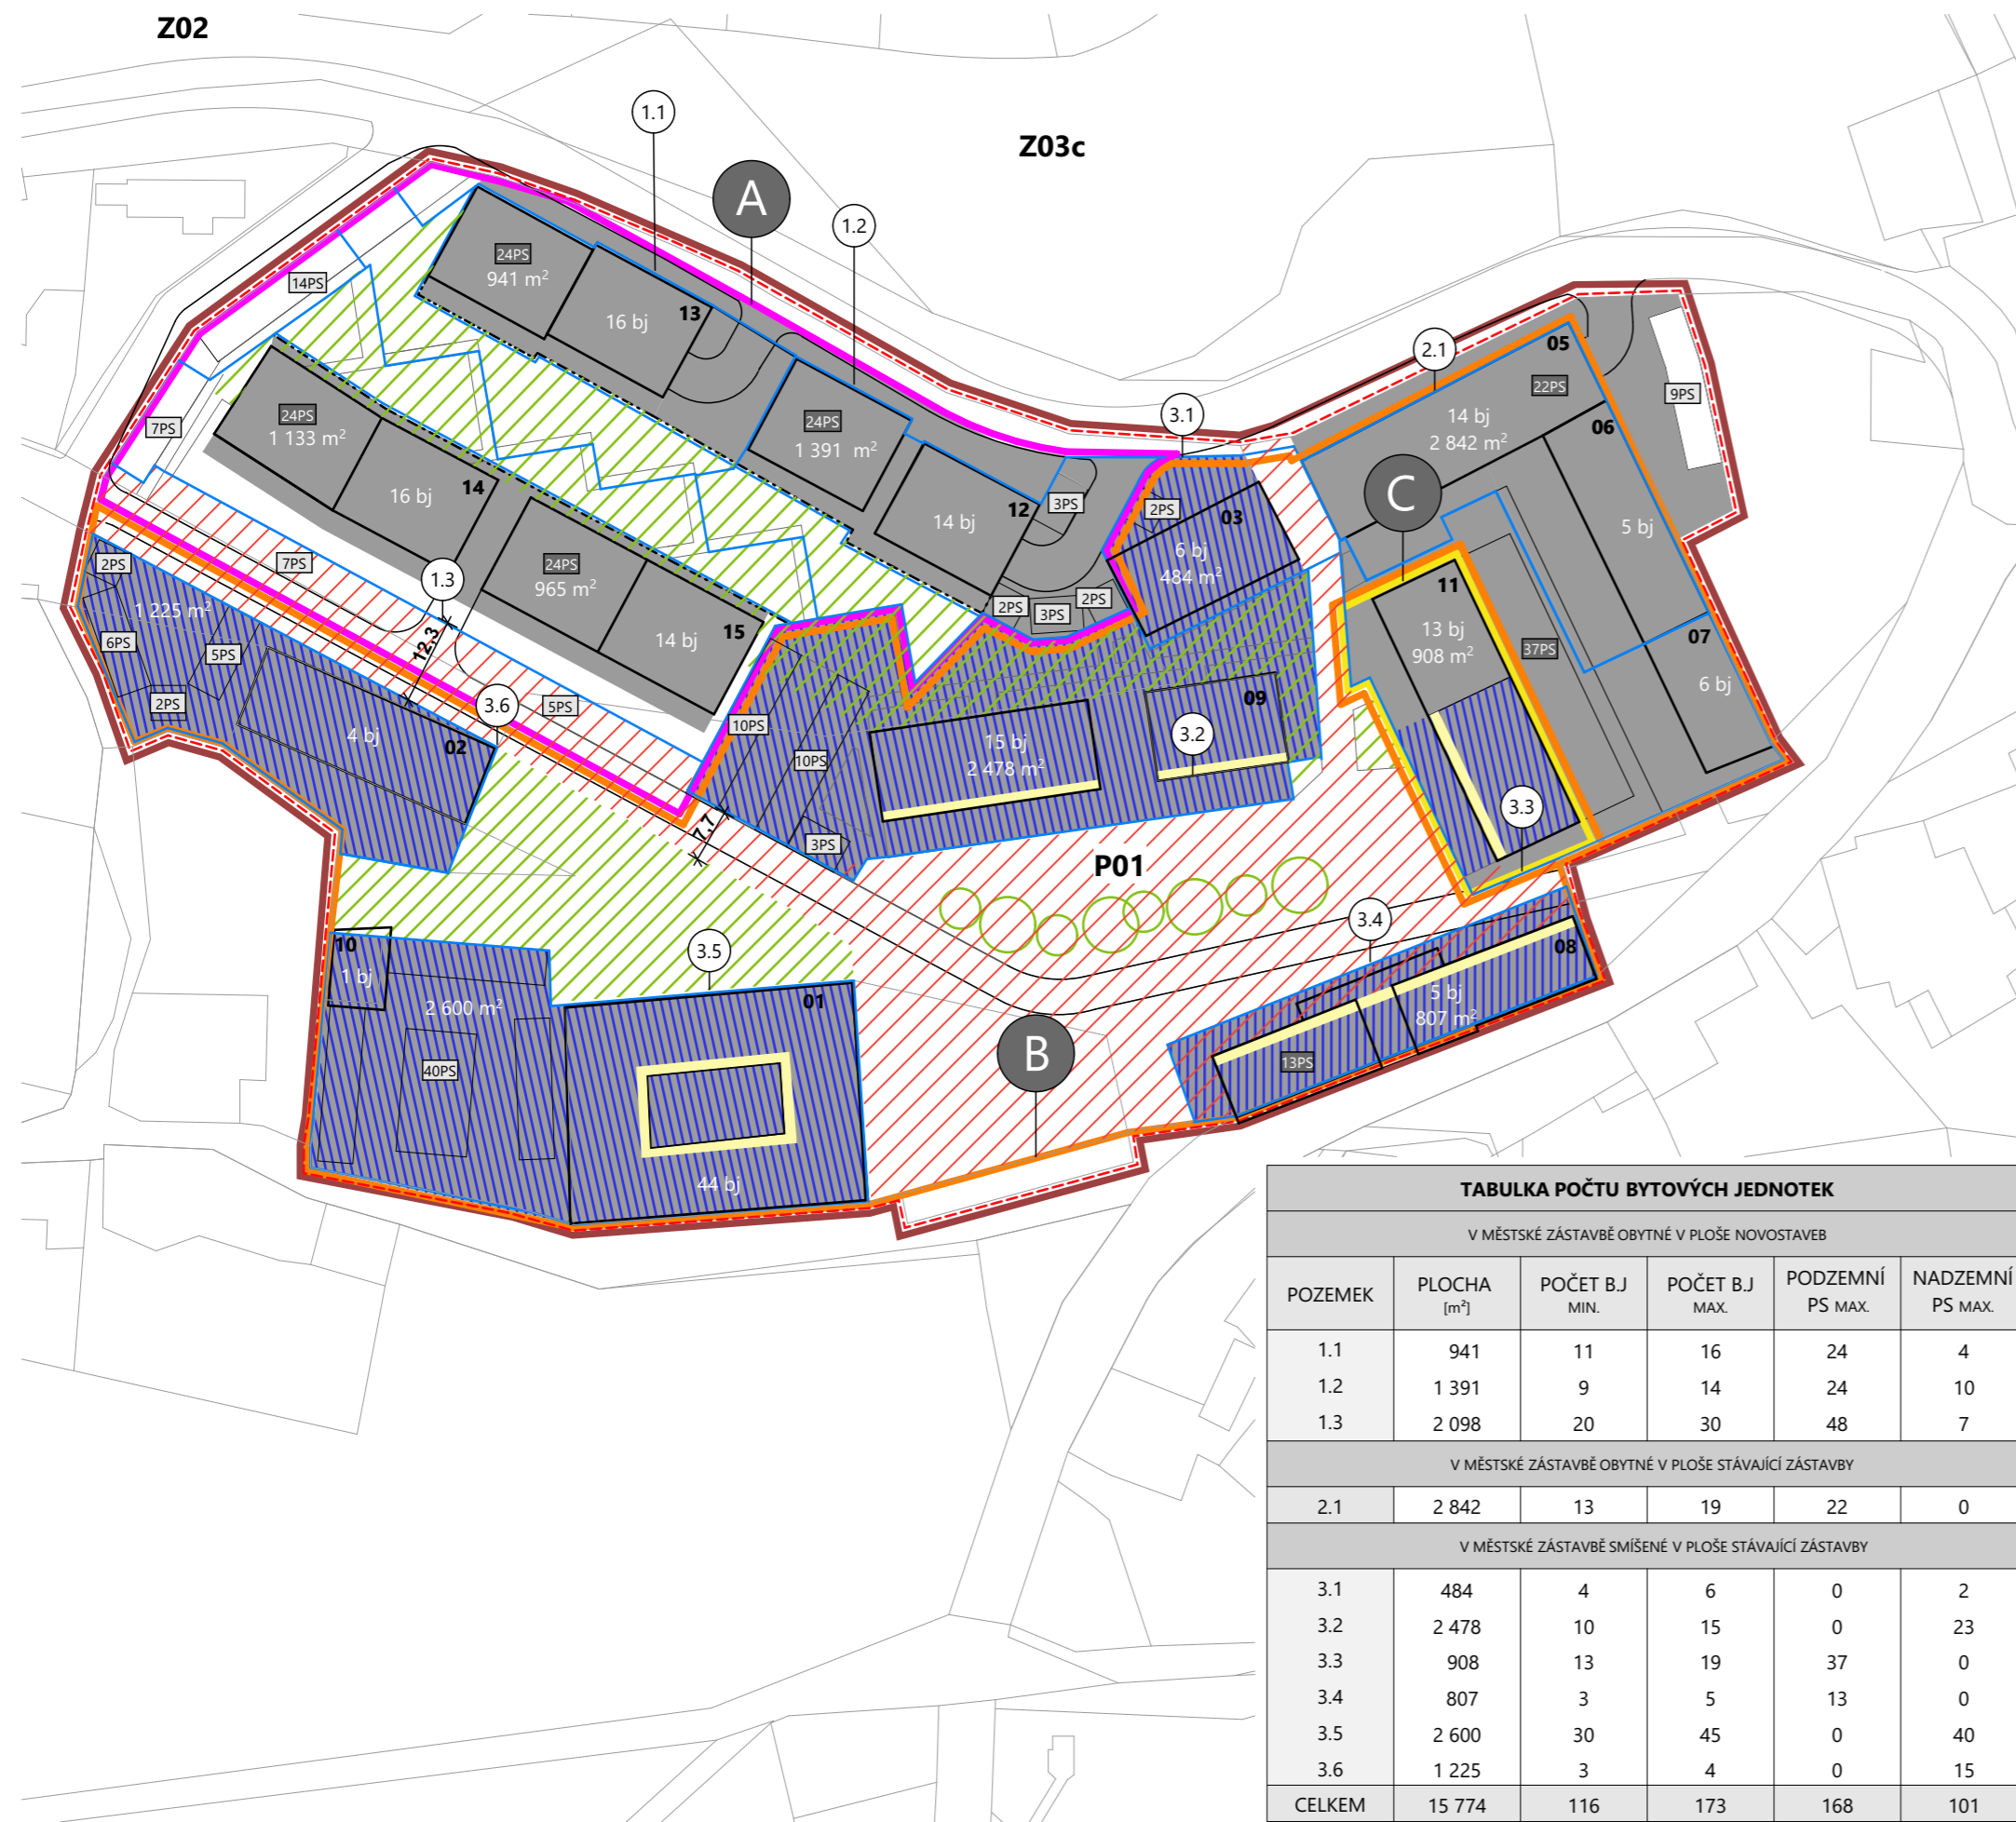 Z02
Z03c
1.1
A
1.2
24PS
941 m²
16 bj
13
14PS
7PS
24PS
1 133 m²
16 bj
14
24PS
1 391 m²
14 bj
12
3PS
3.1
2PS
03
6 bj
484 m²
2.1
05
22PS
14 bj
2 842 m²
06
9PS
C
5 bj
11
13 bj
908 m²
37PS
07
6 bj
2PS
3PS
2PS
7PS
1.3
24PS
965 m²
14 bj
15
2PS
1 225 m²
6PS
5PS
2PS
12,3
3.6
5PS
4 bj
02
10PS
10PS
3PS
7,7
15 bj
2 478 m²
09
3.2
3.3
P01
3.4
08
5 bj
807 m²
13PS
B
3.5
10
1 bj
2 600 m²
40PS
01
44 bj
TABULKA POČTU BYTOVÝCH JEDNOTEK
V MĚSTSKÉ ZÁSTAVBĚ OBYTNÉ V PLOŠE NOVOSTAVEB
POZEMEK PLOCHA [m²] POČET B.J MIN. POČET B.J MAX. PODZEMNÍ PS MAX. NADZEMNÍ PS MAX.
1.1 941 11 16 24 4
1.2 1 391 9 14 24 10
1.3 2 098 20 30 48 7
V MĚSTSKÉ ZÁSTAVBĚ OBYTNÉ V PLOŠE STÁVAJÍCÍ ZÁSTAVBY
2.1 2 842 13 19 22 0
V MĚSTSKÉ ZÁSTAVBĚ SMÍŠENÉ V PLOŠE STÁVAJÍCÍ ZÁSTAVBY
3.1 484 4 6 0 2
3.2 2 478 10 15 0 23
3.3 908 13 19 37 0
3.4 807 3 5 13 0
3.5 2 600 30 45 0 40
3.6 1 225 3 4 0 15
CELKEM 15 774 116 173 168 101